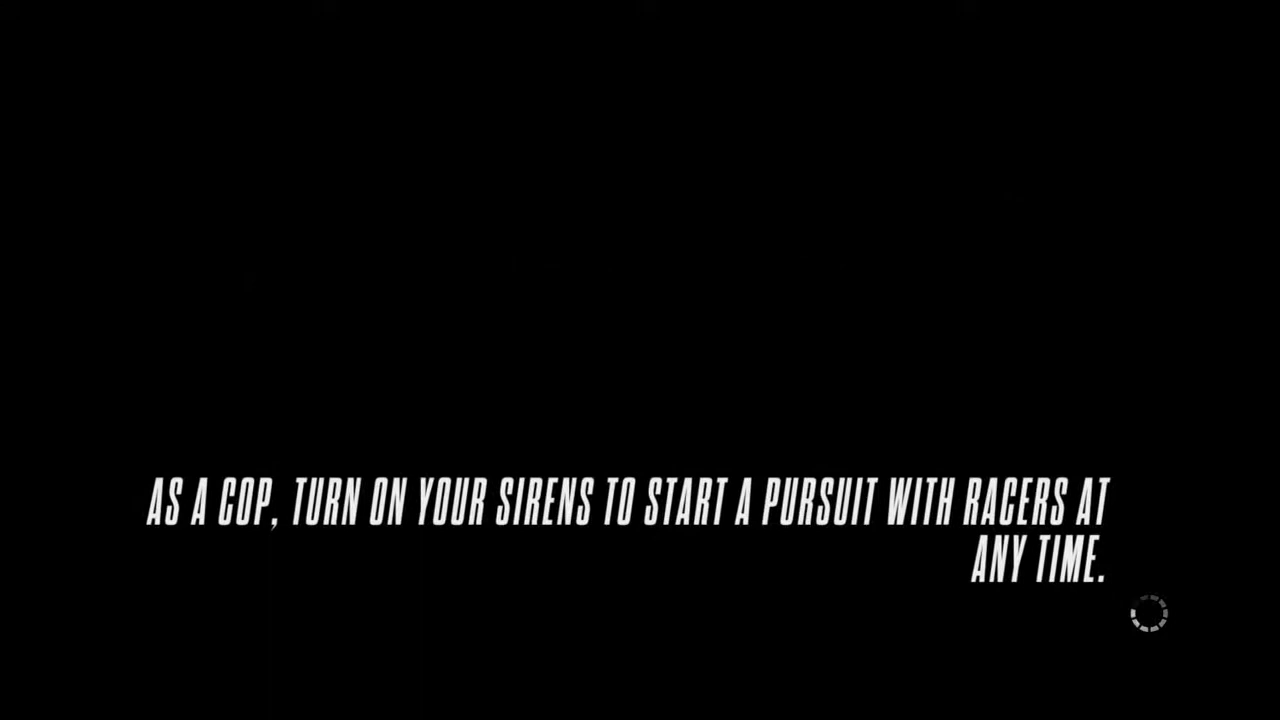 AS A COP, TURN ON YOUR SIRENS TO START A PURSUIT WITH RACERS AT
ANY TIME.